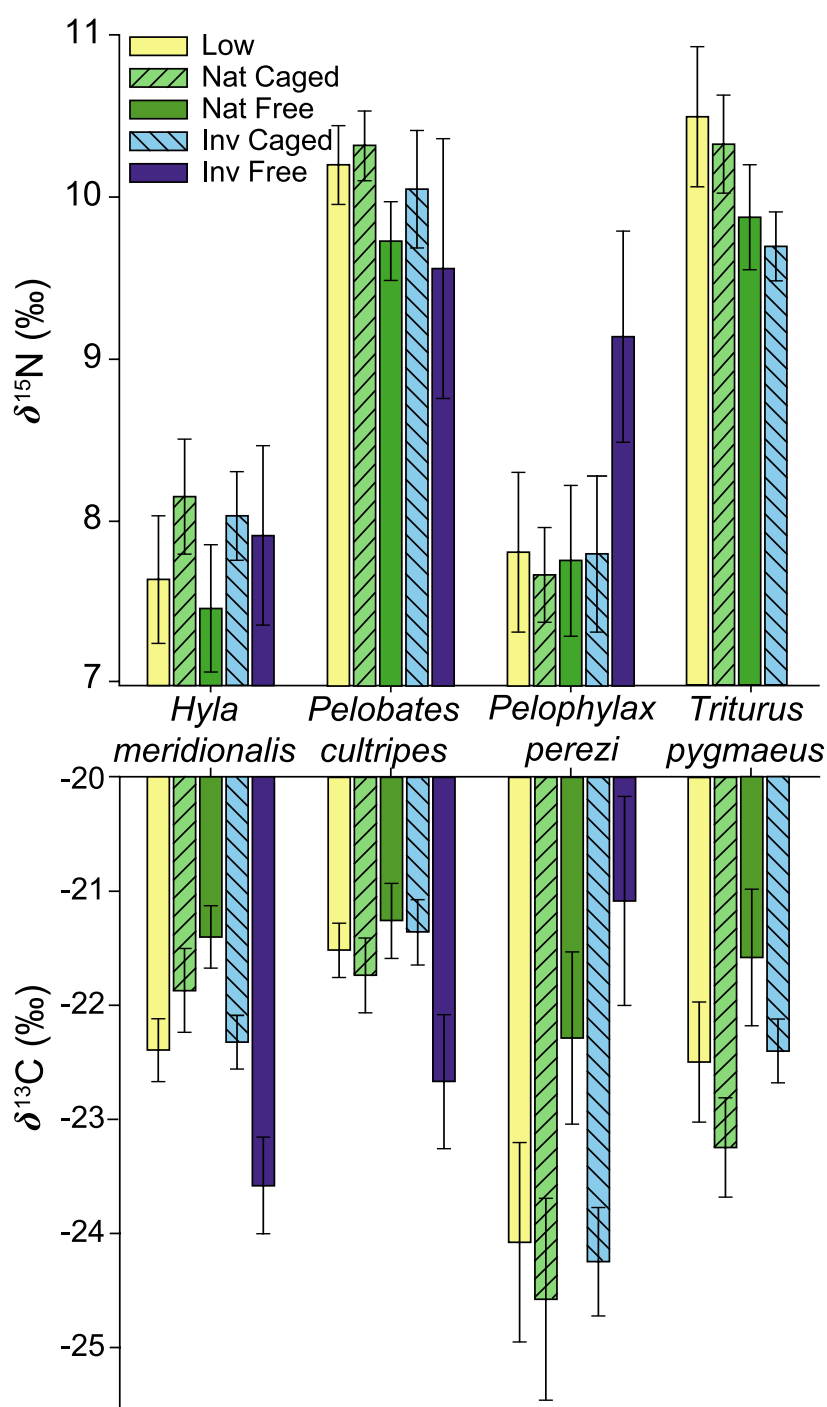 11
Low
Nat Caged
Nat Free
Inv Caged
Inv Free
10
9
8
7
δ¹⁵N (‰)
Hyla Pelobates Pelophylax Triturus
meridionalis cultripes perezi pygmaeus
-20
-21
-22
-23
-24
-25
δ¹³C (‰)